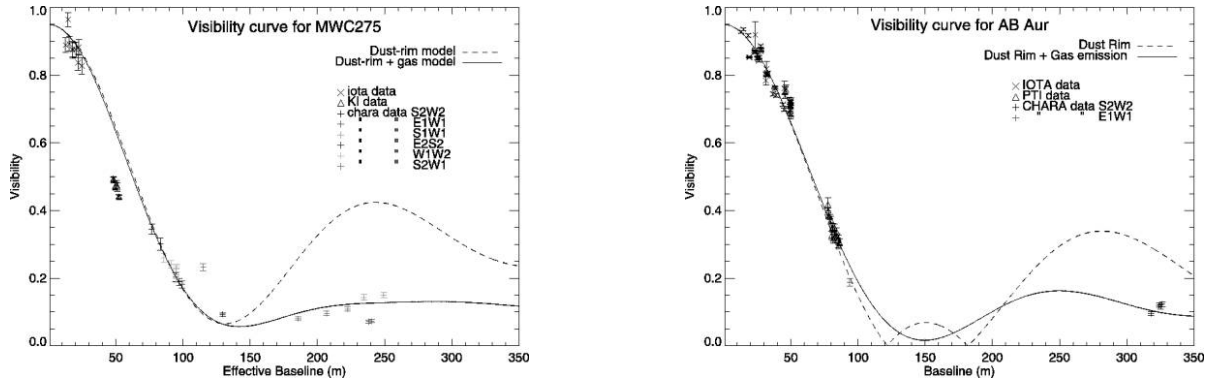 Visibility curve for MWC275
Dust-rim model
Dust-rim + gas model
iota data
KI data
chara data S2W2
" " E1W1
" " S1W1
" " E2S2
" " W1W2
" " S2W1
Visibility
1.0
0.8
0.6
0.4
0.2
0.0
50 100 150 200 250 300 350
Effective Baseline (m)
Visibility curve for AB Aur
Dust Rim
Dust Rim + Gas emission
IOTA data
PTI data
CHARA data S2W2
" " E1W1
Visibility
1.0
0.8
0.6
0.4
0.2
0.0
50 100 150 200 250 300 350
Baseline (m)